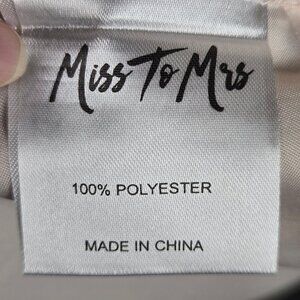 Miss To Mrs
100% POLYESTER
MADE IN CHINA